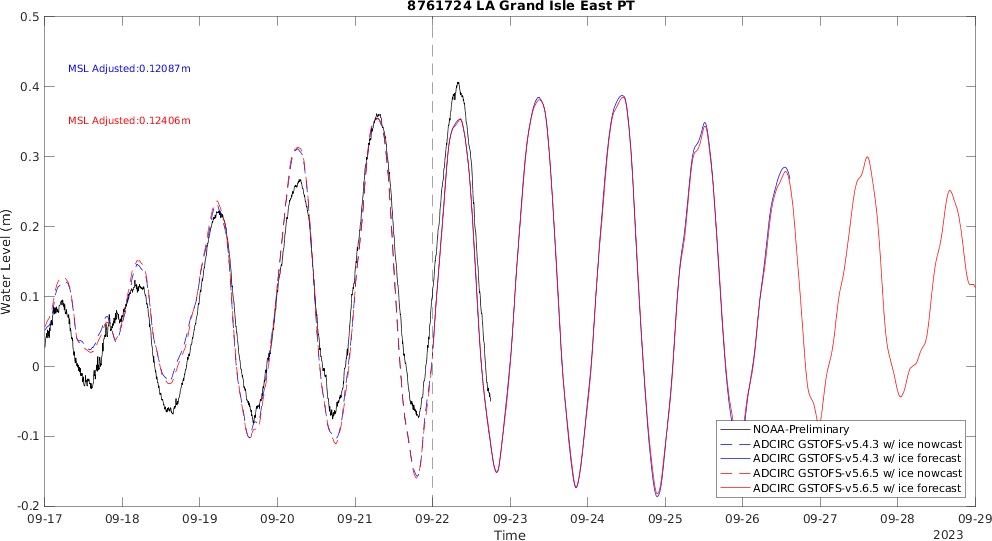 8761724 LA Grand Isle East PT
0.5
0.4
0.3
0.2
0.1
0
-0.1
-0.2
Water Level (m)
MSL Adjusted:0.12087m
MSL Adjusted:0.12406m
NOAA-Preliminary
ADCIRC GSTOFS-v5.4.3 w/ ice nowcast
ADCIRC GSTOFS-v5.4.3 w/ ice forecast
ADCIRC GSTOFS-v5.6.5 w/ ice nowcast
ADCIRC GSTOFS-v5.6.5 w/ ice forecast
09-17 09-18 09-19 09-20 09-21 09-22 09-23 09-24 09-25 09-26 09-27 09-28 09-29
Time
2023